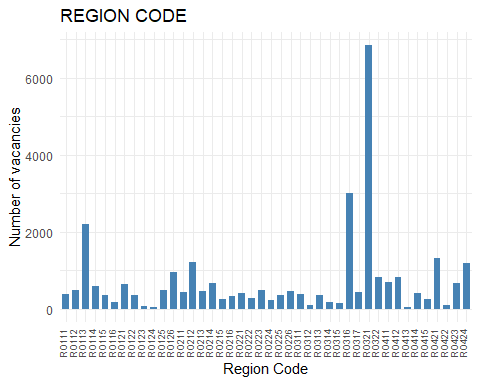 REGION CODE
Number of vacancies
6000
4000
2000
0
R0111
R0112
R0113
R0114
R0115
R0116
R0121
R0122
R0123
R0124
R0125
R0126
R0211
R0212
R0213
R0214
R0215
R0216
R0221
R0222
R0223
R0224
R0225
R0226
R0311
R0312
R0313
R0314
R0315
R0316
R0317
R0321
R0322
R0411
R0412
R0413
R0414
R0415
R0421
R0422
R0423
R0424
Region Code